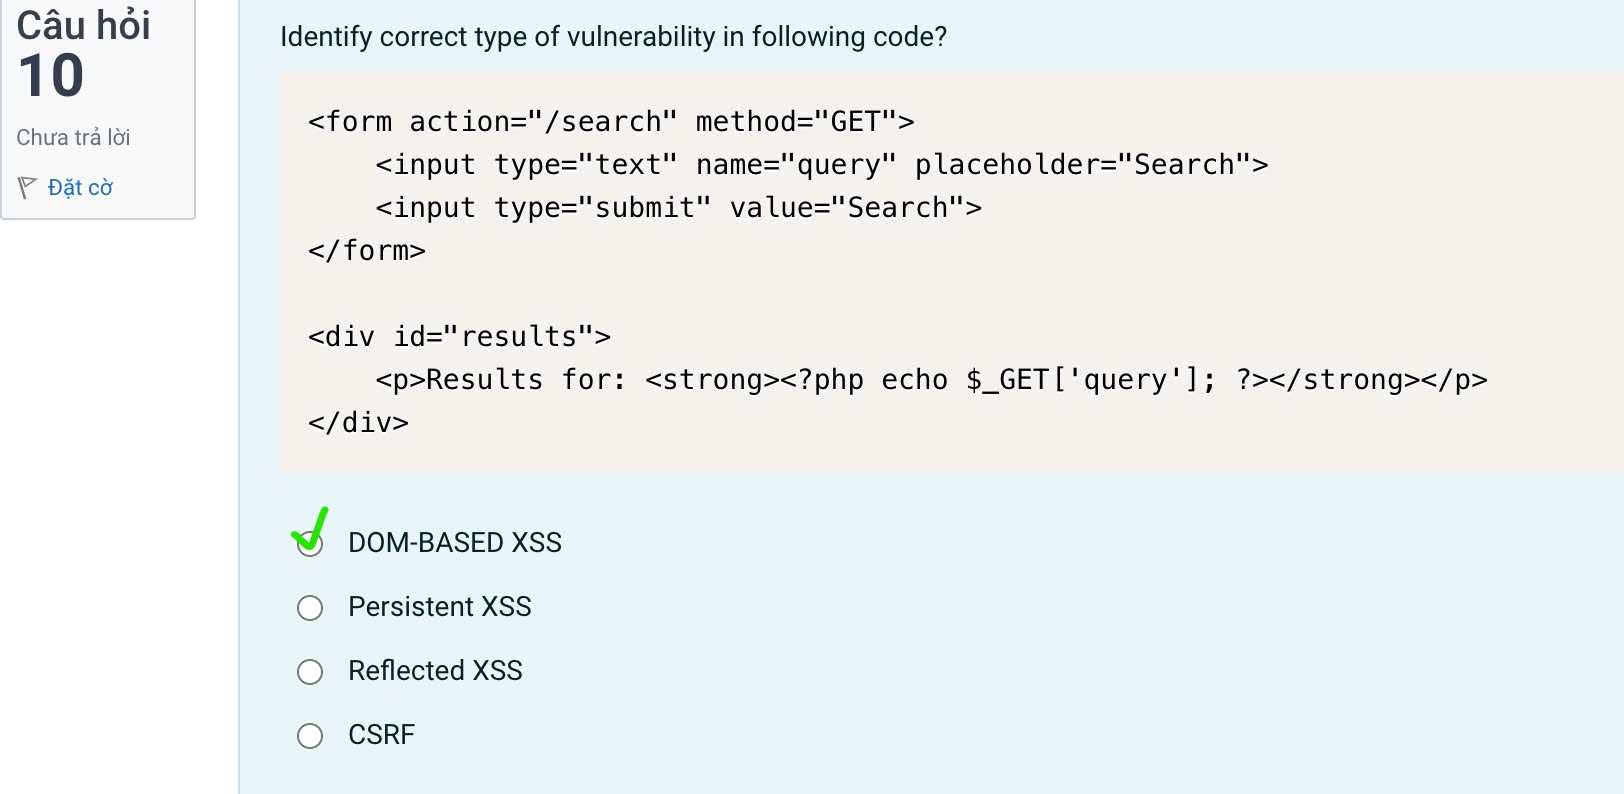 Câu hỏi
10
Chưa trả lời
Đặt cờ
Identify correct type of vulnerability in following code?
<form action="/search" method="GET">
    <input type="text" name="query" placeholder="Search">
    <input type="submit" value="Search">
</form>
<div id="results">
    <p>Results for: <strong><?php echo $_GET['query']; ?></strong></p>
</div>
DOM-BASED XSS
Persistent XSS
Reflected XSS
CSRF